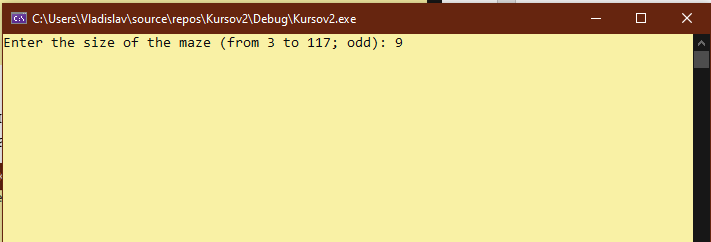 C:\Users\Vladislav\source\repos\Kursov2\Debug\Kursov2.exe
Enter the size of the maze (from 3 to 117; odd): 9